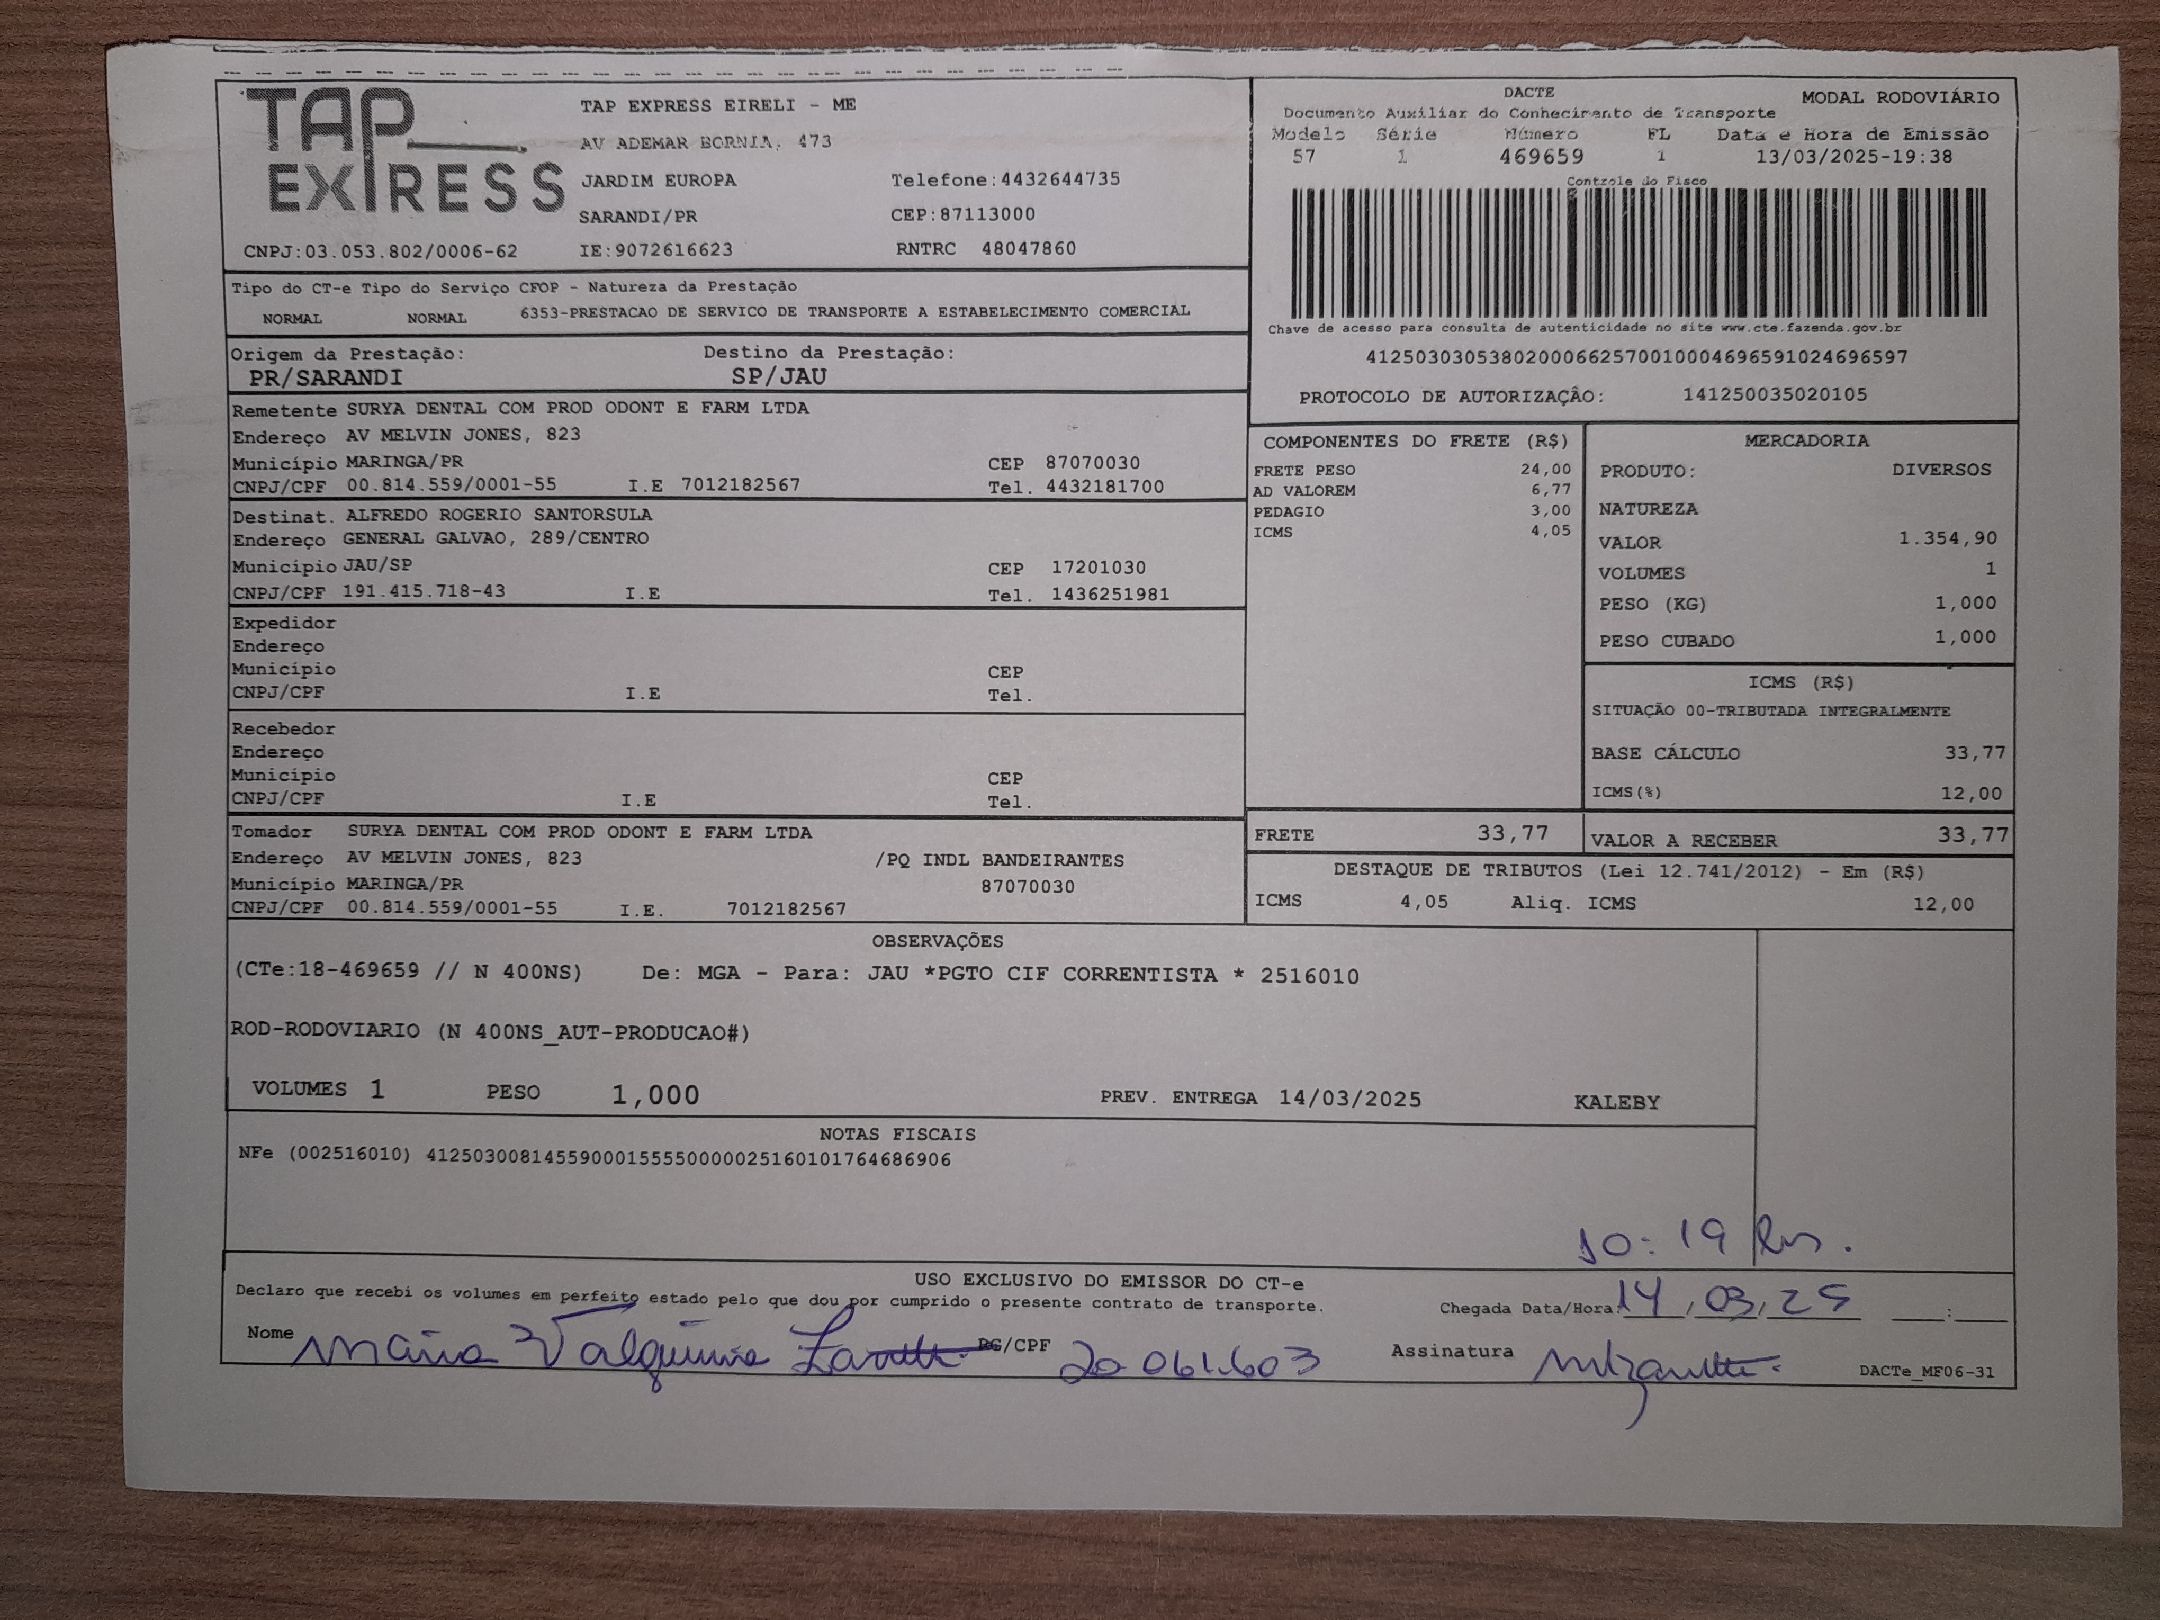 TAP EXPRESS
TAP EXPRESS EIRELI - ME
AV ADEMAR BORNIA, 473
JARDIM EUROPA Telefone:4432644735
SARANDI/PR CEP:87113000
CNPJ:03.053.802/0006-62 IE:9072616623 RNTRC 48047860
DACTE MODAL RODOVIÁRIO
Documento Auxiliar do Conhecimento de Transporte
Modelo Série Número FL Data e Hora de Emissão
57 1 469659 1 13/03/2025-19:38
Controle do Fisco
Chave de acesso para consulta de autenticidade no site www.cte.fazenda.gov.br
41250303053802000662570010004696591024696597
PROTOCOLO DE AUTORIZAÇÂO: 141250035020105
Tipo do CT-e Tipo do Serviço CFOP - Natureza da Prestação
NORMAL NORMAL 6353-PRESTACAO DE SERVICO DE TRANSPORTE A ESTABELECIMENTO COMERCIAL
Origem da Prestação: Destino da Prestação:
PR/SARANDI SP/JAU
Remetente SURYA DENTAL COM PROD ODONT E FARM LTDA
Endereço AV MELVIN JONES, 823
Município MARINGA/PR CEP 87070030
CNPJ/CPF 00.814.559/0001-55 I.E 7012182567 Tel. 4432181700
Destinat. ALFREDO ROGERIO SANTORSULA
Endereço GENERAL GALVAO, 289/CENTRO
Município JAU/SP CEP 17201030
CNPJ/CPF 191.415.718-43 I.E Tel. 1436251981
Expedidor
Endereço
Município CEP
CNPJ/CPF I.E Tel.
Recebedor
Endereço
Município CEP
CNPJ/CPF I.E Tel.
Tomador SURYA DENTAL COM PROD ODONT E FARM LTDA
Endereço AV MELVIN JONES, 823 /PQ INDL BANDEIRANTES
Município MARINGA/PR 87070030
CNPJ/CPF 00.814.559/0001-55 I.E. 7012182567
COMPONENTES DO FRETE (R$)
FRETE PESO 24,00
AD VALOREM 6,77
PEDAGIO 3,00
ICMS 4,05
MERCADORIA
PRODUTO: DIVERSOS
NATUREZA
VALOR 1.354,90
VOLUMES 1
PESO (KG) 1,000
PESO CUBADO 1,000
ICMS (R$)
SITUAÇÃO 00-TRIBUTADA INTEGRALMENTE
BASE CÁLCULO 33,77
ICMS(%) 12,00
FRETE 33,77 VALOR A RECEBER 33,77
DESTAQUE DE TRIBUTOS (Lei 12.741/2012) - Em (R$)
ICMS 4,05 Aliq. ICMS 12,00
OBSERVAÇÕES
(CTe:18-469659 // N 400NS) De: MGA - Para: JAU *PGTO CIF CORRENTISTA * 2516010
ROD-RODOVIARIO (N 400NS_AUT-PRODUCAO#)
VOLUMES 1 PESO 1,000 PREV. ENTREGA 14/03/2025 KALEBY
NOTAS FISCAIS
NFe (002516010) 41250300814559000155550000025160101764686906
10:19 hs.
USO EXCLUSIVO DO EMISSOR DO CT-e
Declaro que recebi os volumes em perfeito estado pelo que dou por cumprido o presente contrato de transporte.
Chegada Data/Hora: 14,03,25 :
Nome Maria Valquiria RG/CPF 20 061.603 Assinatura
DACTe_MF06-31